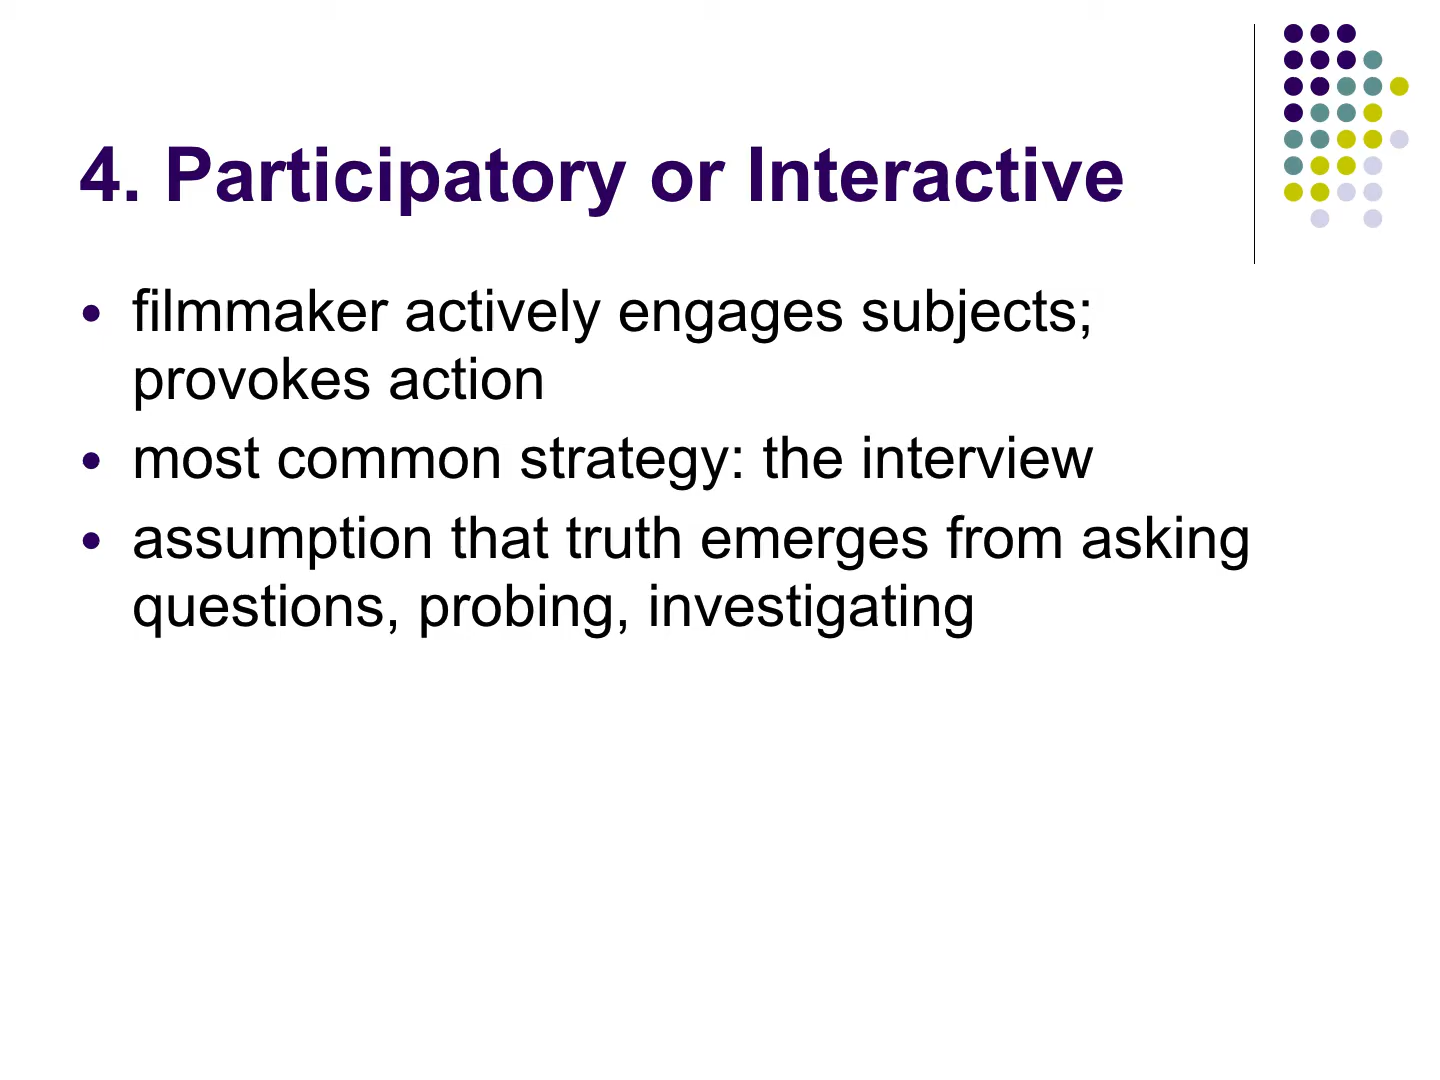 4. Participatory or Interactive
• filmmaker actively engages subjects;
provokes action
• most common strategy: the interview
• assumption that truth emerges from asking
questions, probing, investigating